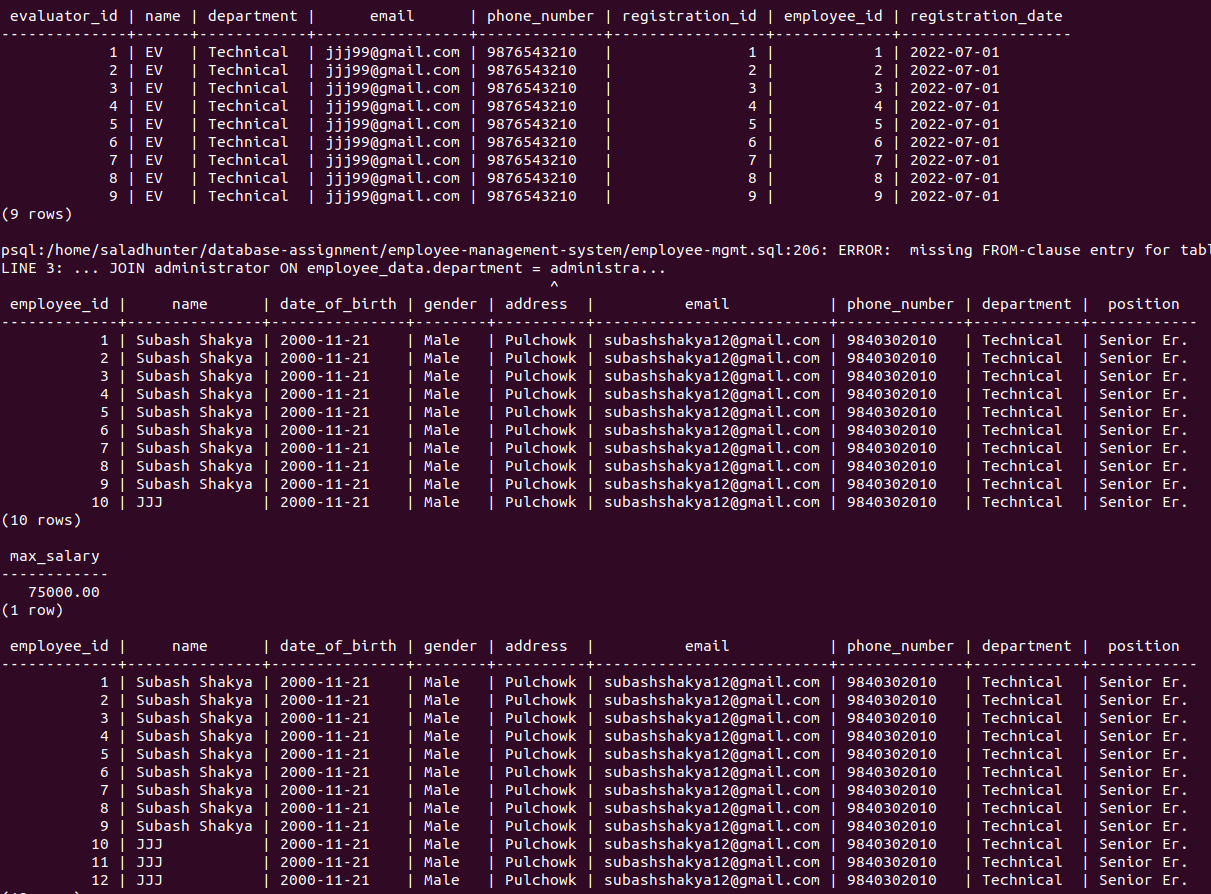 evaluator_id | name | department |      email      | phone_number | registration_id | employee_id | registration_date
--------------+------+------------+-----------------+--------------+-----------------+-------------+-------------------
            1 | EV   | Technical  | jjj99@gmail.com | 9876543210   |               1 |           1 | 2022-07-01
            2 | EV   | Technical  | jjj99@gmail.com | 9876543210   |               2 |           2 | 2022-07-01
            3 | EV   | Technical  | jjj99@gmail.com | 9876543210   |               3 |           3 | 2022-07-01
            4 | EV   | Technical  | jjj99@gmail.com | 9876543210   |               4 |           4 | 2022-07-01
            5 | EV   | Technical  | jjj99@gmail.com | 9876543210   |               5 |           5 | 2022-07-01
            6 | EV   | Technical  | jjj99@gmail.com | 9876543210   |               6 |           6 | 2022-07-01
            7 | EV   | Technical  | jjj99@gmail.com | 9876543210   |               7 |           7 | 2022-07-01
            8 | EV   | Technical  | jjj99@gmail.com | 9876543210   |               8 |           8 | 2022-07-01
            9 | EV   | Technical  | jjj99@gmail.com | 9876543210   |               9 |           9 | 2022-07-01
(9 rows)
psql:/home/saladhunter/database-assignment/employee-management-system/employee-mgmt.sql:206: ERROR:  missing FROM-clause entry for tabl
LINE 3: ... JOIN administrator ON employee_data.department = administra...
                                                             ^
 employee_id |     name      | date_of_birth | gender | address  |          email           | phone_number | department |  position
-------------+---------------+---------------+--------+----------+--------------------------+--------------+------------+------------
           1 | Subash Shakya | 2000-11-21    | Male   | Pulchowk | subashshakya12@gmail.com | 9840302010   | Technical  | Senior Er.
           2 | Subash Shakya | 2000-11-21    | Male   | Pulchowk | subashshakya12@gmail.com | 9840302010   | Technical  | Senior Er.
           3 | Subash Shakya | 2000-11-21    | Male   | Pulchowk | subashshakya12@gmail.com | 9840302010   | Technical  | Senior Er.
           4 | Subash Shakya | 2000-11-21    | Male   | Pulchowk | subashshakya12@gmail.com | 9840302010   | Technical  | Senior Er.
           5 | Subash Shakya | 2000-11-21    | Male   | Pulchowk | subashshakya12@gmail.com | 9840302010   | Technical  | Senior Er.
           6 | Subash Shakya | 2000-11-21    | Male   | Pulchowk | subashshakya12@gmail.com | 9840302010   | Technical  | Senior Er.
           7 | Subash Shakya | 2000-11-21    | Male   | Pulchowk | subashshakya12@gmail.com | 9840302010   | Technical  | Senior Er.
           8 | Subash Shakya | 2000-11-21    | Male   | Pulchowk | subashshakya12@gmail.com | 9840302010   | Technical  | Senior Er.
           9 | Subash Shakya | 2000-11-21    | Male   | Pulchowk | subashshakya12@gmail.com | 9840302010   | Technical  | Senior Er.
          10 | JJJ           | 2000-11-21    | Male   | Pulchowk | subashshakya12@gmail.com | 9840302010   | Technical  | Senior Er.
(10 rows)
 max_salary
------------
   75000.00
(1 row)
 employee_id |     name      | date_of_birth | gender | address  |          email           | phone_number | department |  position
-------------+---------------+---------------+--------+----------+--------------------------+--------------+------------+------------
           1 | Subash Shakya | 2000-11-21    | Male   | Pulchowk | subashshakya12@gmail.com | 9840302010   | Technical  | Senior Er.
           2 | Subash Shakya | 2000-11-21    | Male   | Pulchowk | subashshakya12@gmail.com | 9840302010   | Technical  | Senior Er.
           3 | Subash Shakya | 2000-11-21    | Male   | Pulchowk | subashshakya12@gmail.com | 9840302010   | Technical  | Senior Er.
           4 | Subash Shakya | 2000-11-21    | Male   | Pulchowk | subashshakya12@gmail.com | 9840302010   | Technical  | Senior Er.
           5 | Subash Shakya | 2000-11-21    | Male   | Pulchowk | subashshakya12@gmail.com | 9840302010   | Technical  | Senior Er.
           6 | Subash Shakya | 2000-11-21    | Male   | Pulchowk | subashshakya12@gmail.com | 9840302010   | Technical  | Senior Er.
           7 | Subash Shakya | 2000-11-21    | Male   | Pulchowk | subashshakya12@gmail.com | 9840302010   | Technical  | Senior Er.
           8 | Subash Shakya | 2000-11-21    | Male   | Pulchowk | subashshakya12@gmail.com | 9840302010   | Technical  | Senior Er.
           9 | Subash Shakya | 2000-11-21    | Male   | Pulchowk | subashshakya12@gmail.com | 9840302010   | Technical  | Senior Er.
          10 | JJJ           | 2000-11-21    | Male   | Pulchowk | subashshakya12@gmail.com | 9840302010   | Technical  | Senior Er.
          11 | JJJ           | 2000-11-21    | Male   | Pulchowk | subashshakya12@gmail.com | 9840302010   | Technical  | Senior Er.
          12 | JJJ           | 2000-11-21    | Male   | Pulchowk | subashshakya12@gmail.com | 9840302010   | Technical  | Senior Er.